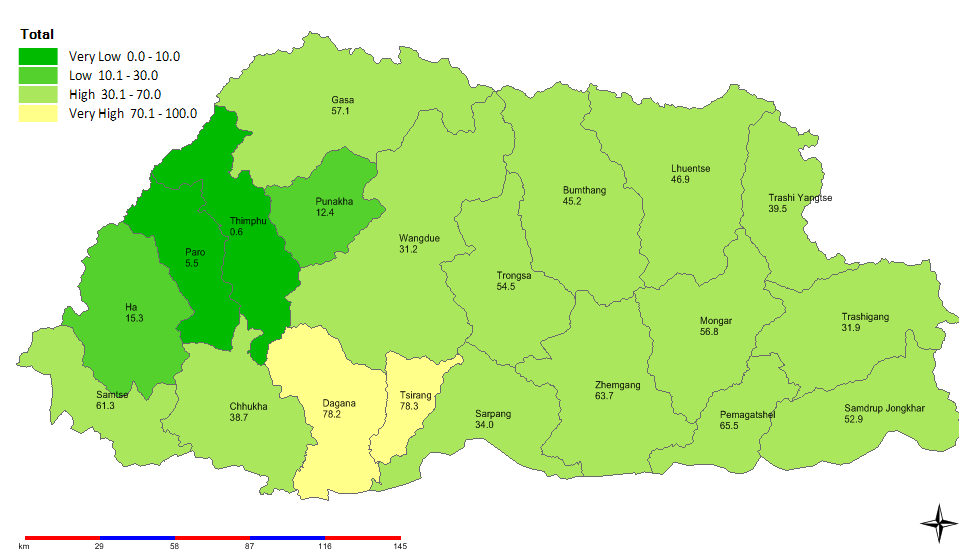 Total
Very Low 0.0 - 10.0
Low 10.1 - 30.0
High 30.1 - 70.0
Very High 70.1 - 100.0
Gasa
57.1
Punakha
12.4
Thimphu
0.6
Paro
5.5
Ha
15.3
Wangdue
31.2
Bumthang
45.2
Lhuentse
46.9
Trashi Yangtse
39.5
Trongsa
54.5
Mongar
56.8
Trashigang
31.9
Samtse
61.3
Chhukha
38.7
Dagana
78.2
Tsirang
78.3
Sarpang
34.0
Zhemgang
63.7
Pemagatshel
65.5
Samdrup Jongkhar
52.9
km 29 58 87 116 145